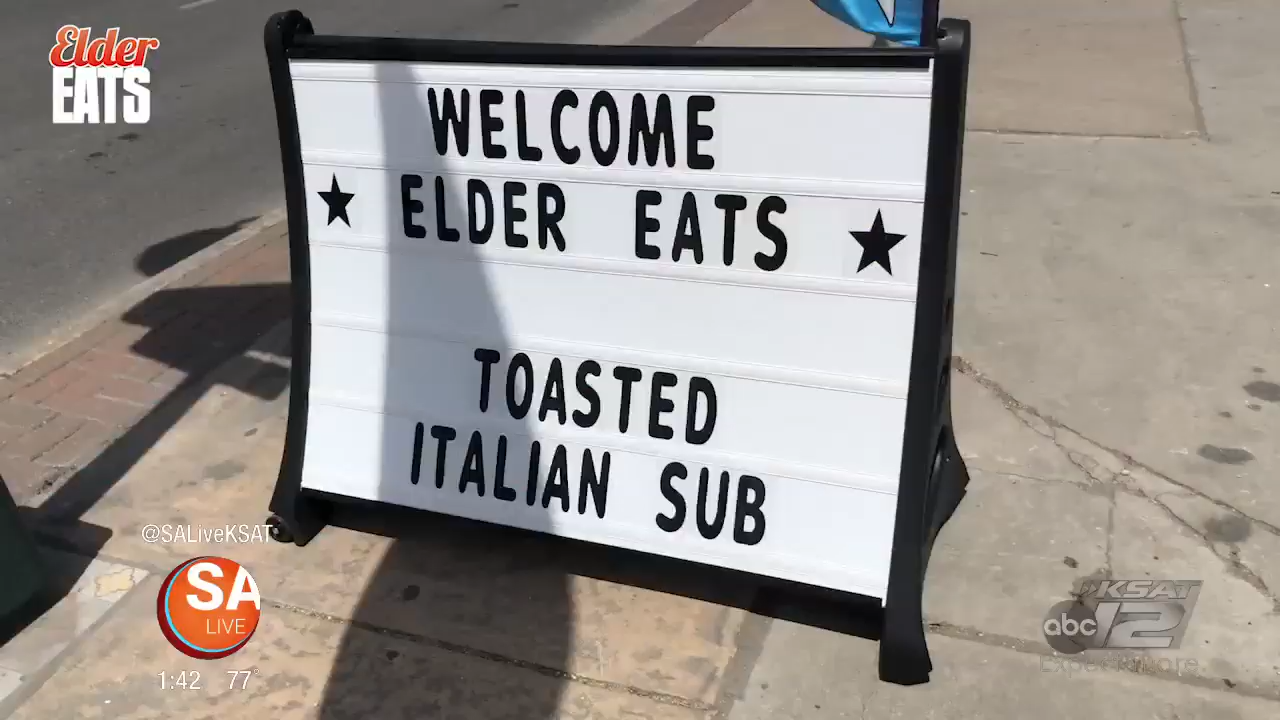 Elder
EATS
WELCOME
ELDER EATS
TOASTED
ITALIAN SUB
@SALiveKSAT
SA
LIVE
1:42 77°
KSAT
abc 12